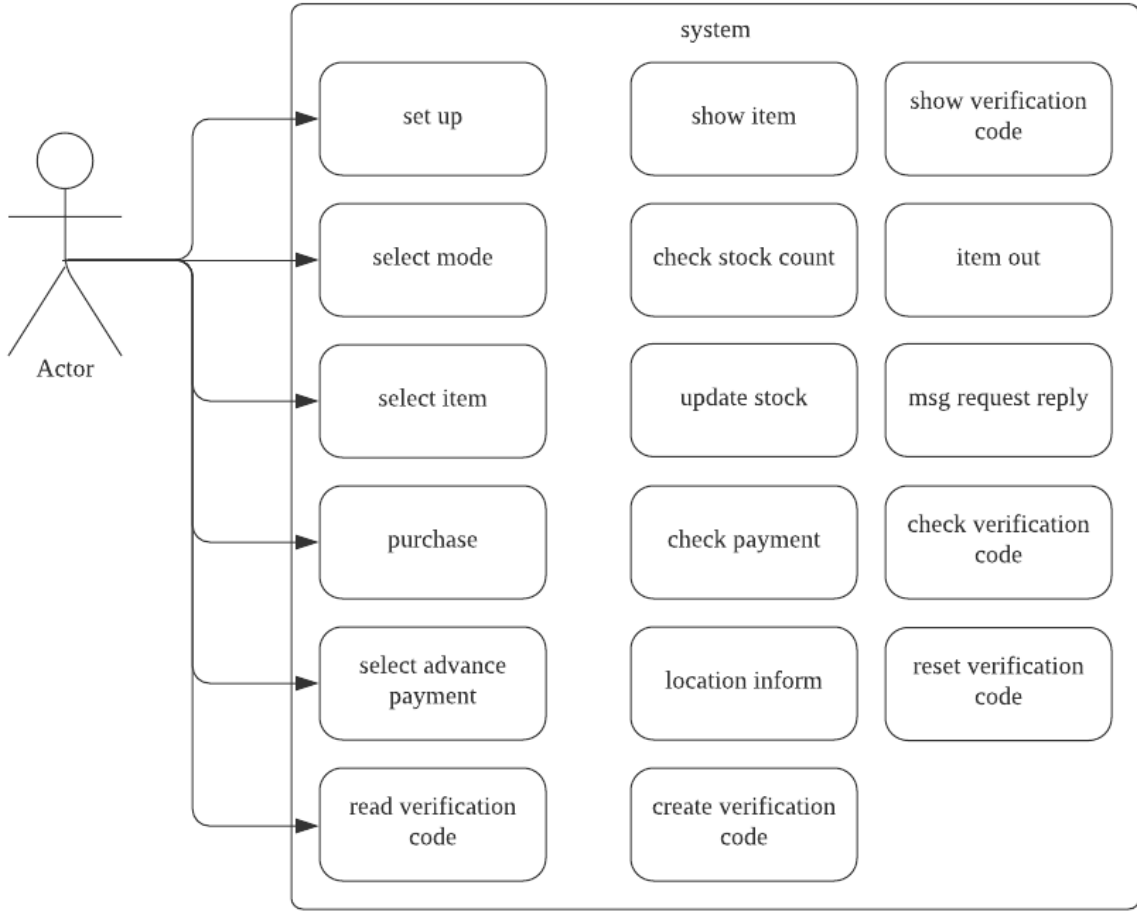 system
set up
show item
show verification
code
select mode
check stock count
item out
Actor
select item
update stock
msg request reply
purchase
check payment
check verification
code
select advance
payment
location inform
reset verification
code
read verification
code
create verification
code